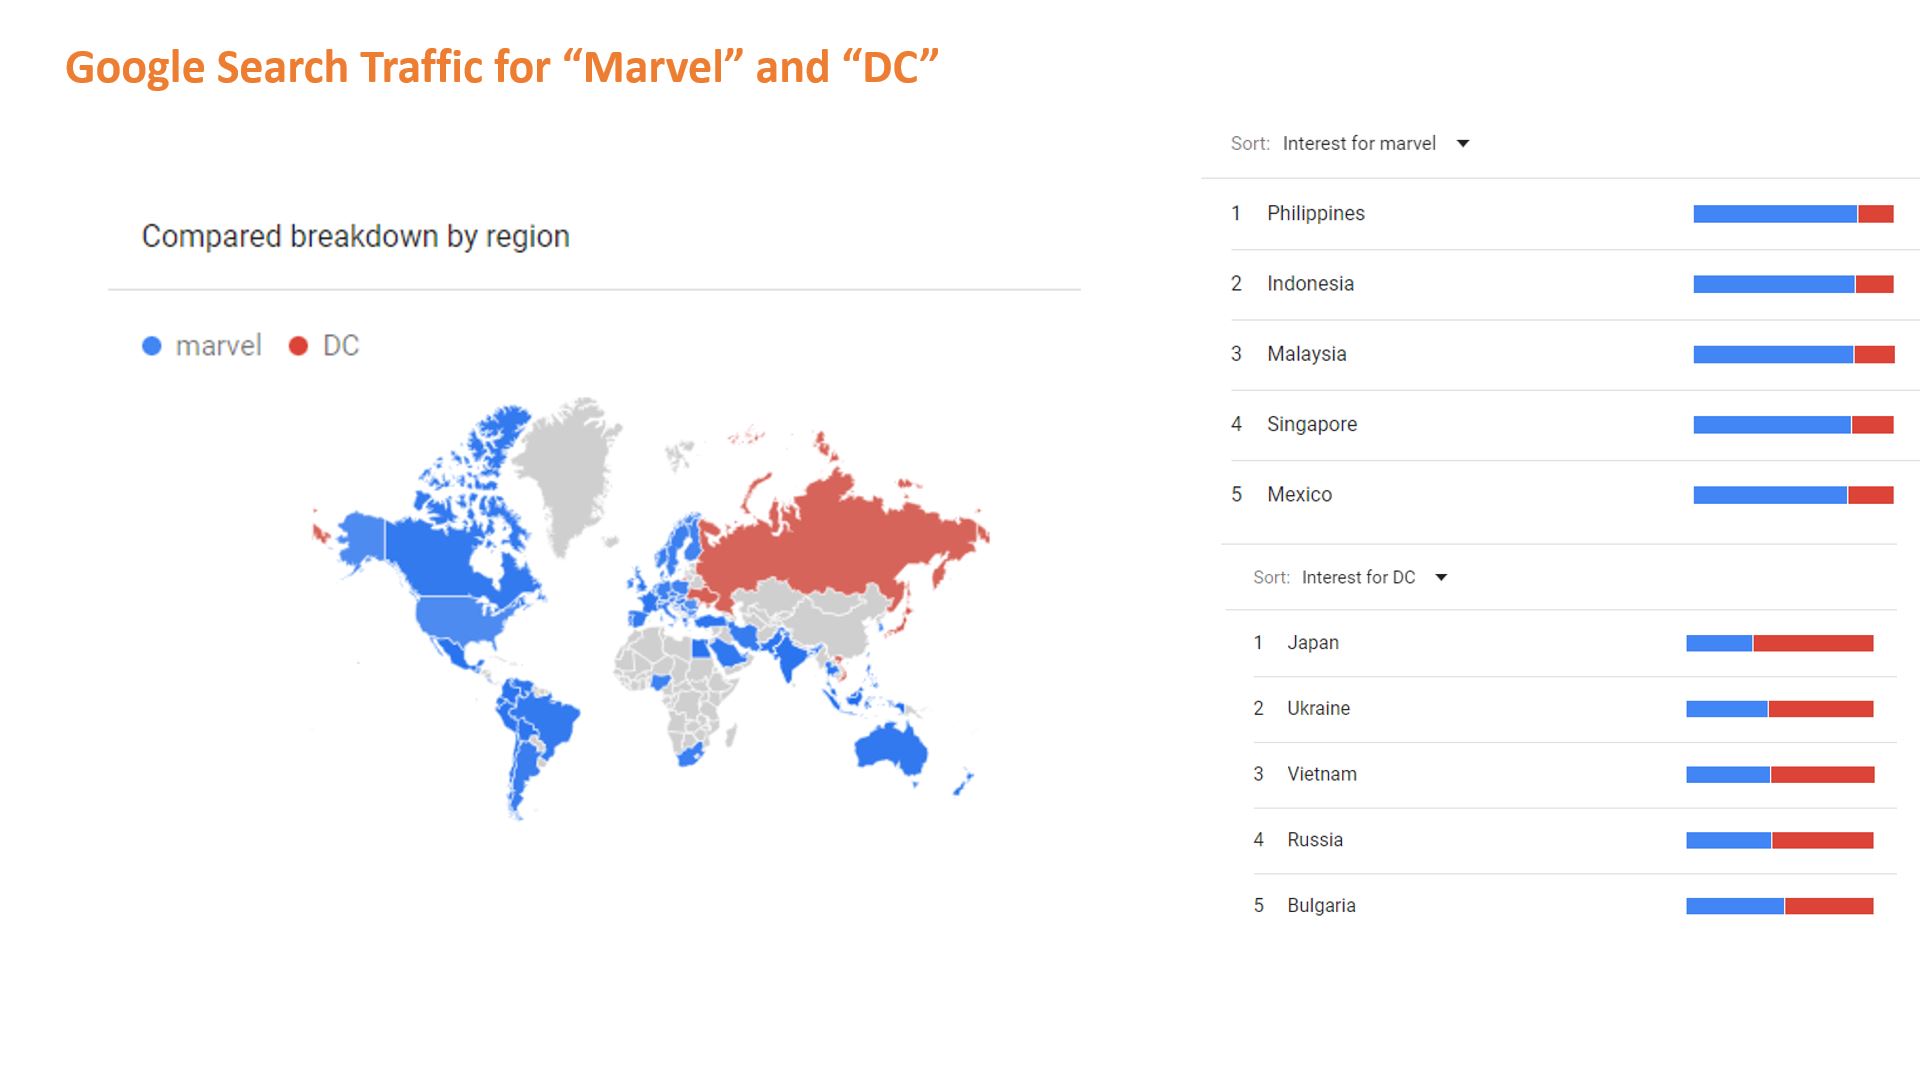 Google Search Traffic for “Marvel” and “DC”
Compared breakdown by region
marvel DC
Sort: Interest for marvel
1 Philippines
2 Indonesia
3 Malaysia
4 Singapore
5 Mexico
Sort: Interest for DC
1 Japan
2 Ukraine
3 Vietnam
4 Russia
5 Bulgaria